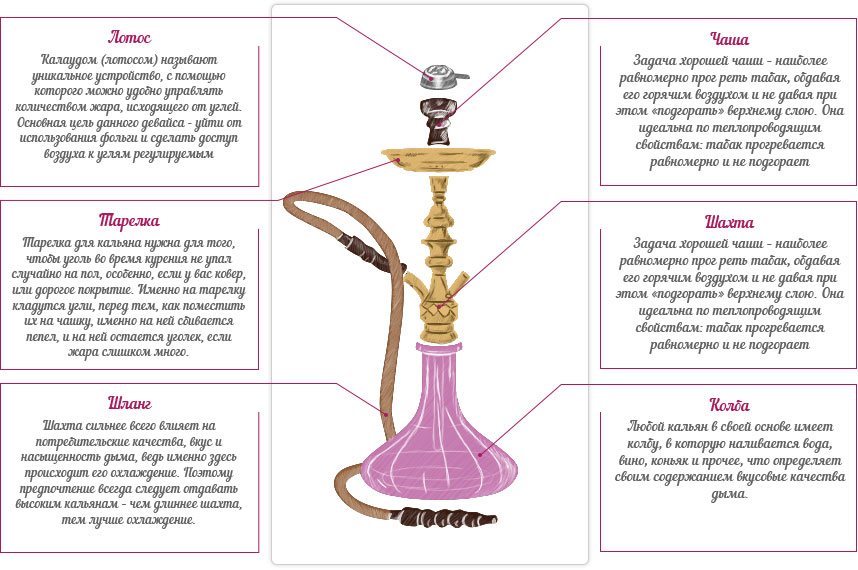 Лотос
Калаудом (лотосом) называют
уникальное устройство, с помощью
которого можно удобно управлять
количеством жара, исходящего от углей.
Основная цель данного девайса - уйти от
использования фольги и сделать доступ
воздуха к углям регулируемым
Тарелка
Тарелка для кальяна нужна для того,
чтобы уголь во время курения не упал
случайно на пол, особенно, если у вас ковер,
или дорогое покрытие. Именно на тарелку
кладутся угли, перед тем, как поместить
их на чашку, именно на ней сбивается
пепел, и на ней остается уголек, если
жара слишком много.
Шланг
Шахта сильнее всего влияет на
потребительские качества, вкус и
насыщенность дыма, ведь именно здесь
происходит его охлаждение. Поэтому
предпочтение всегда следует отдавать
высоким кальянам – чем длиннее шахта,
тем лучше охлаждение.
Чаша
Задача хорошей чаши – наиболее
равномерно прог реть табак, обдавая
его горячим воздухом и не давая при
этом «подгорать» верхнему слою. Она
идеальна по теплопроводящим
свойствам: табак прогревается
равномерно и не подгорает
Шахта
Задача хорошей чаши – наиболее
равномерно прог реть табак, обдавая
его горячим воздухом и не давая при
этом «подгорать» верхнему слою. Она
идеальна по теплопроводящим
свойствам: табак прогревается
равномерно и не подгорает
Колба
Любой кальян в своей основе имеет
колбу, в которую наливается вода,
вино, коньяк и прочее, что определяет
своим содержанием вкусовые качества
дыма.